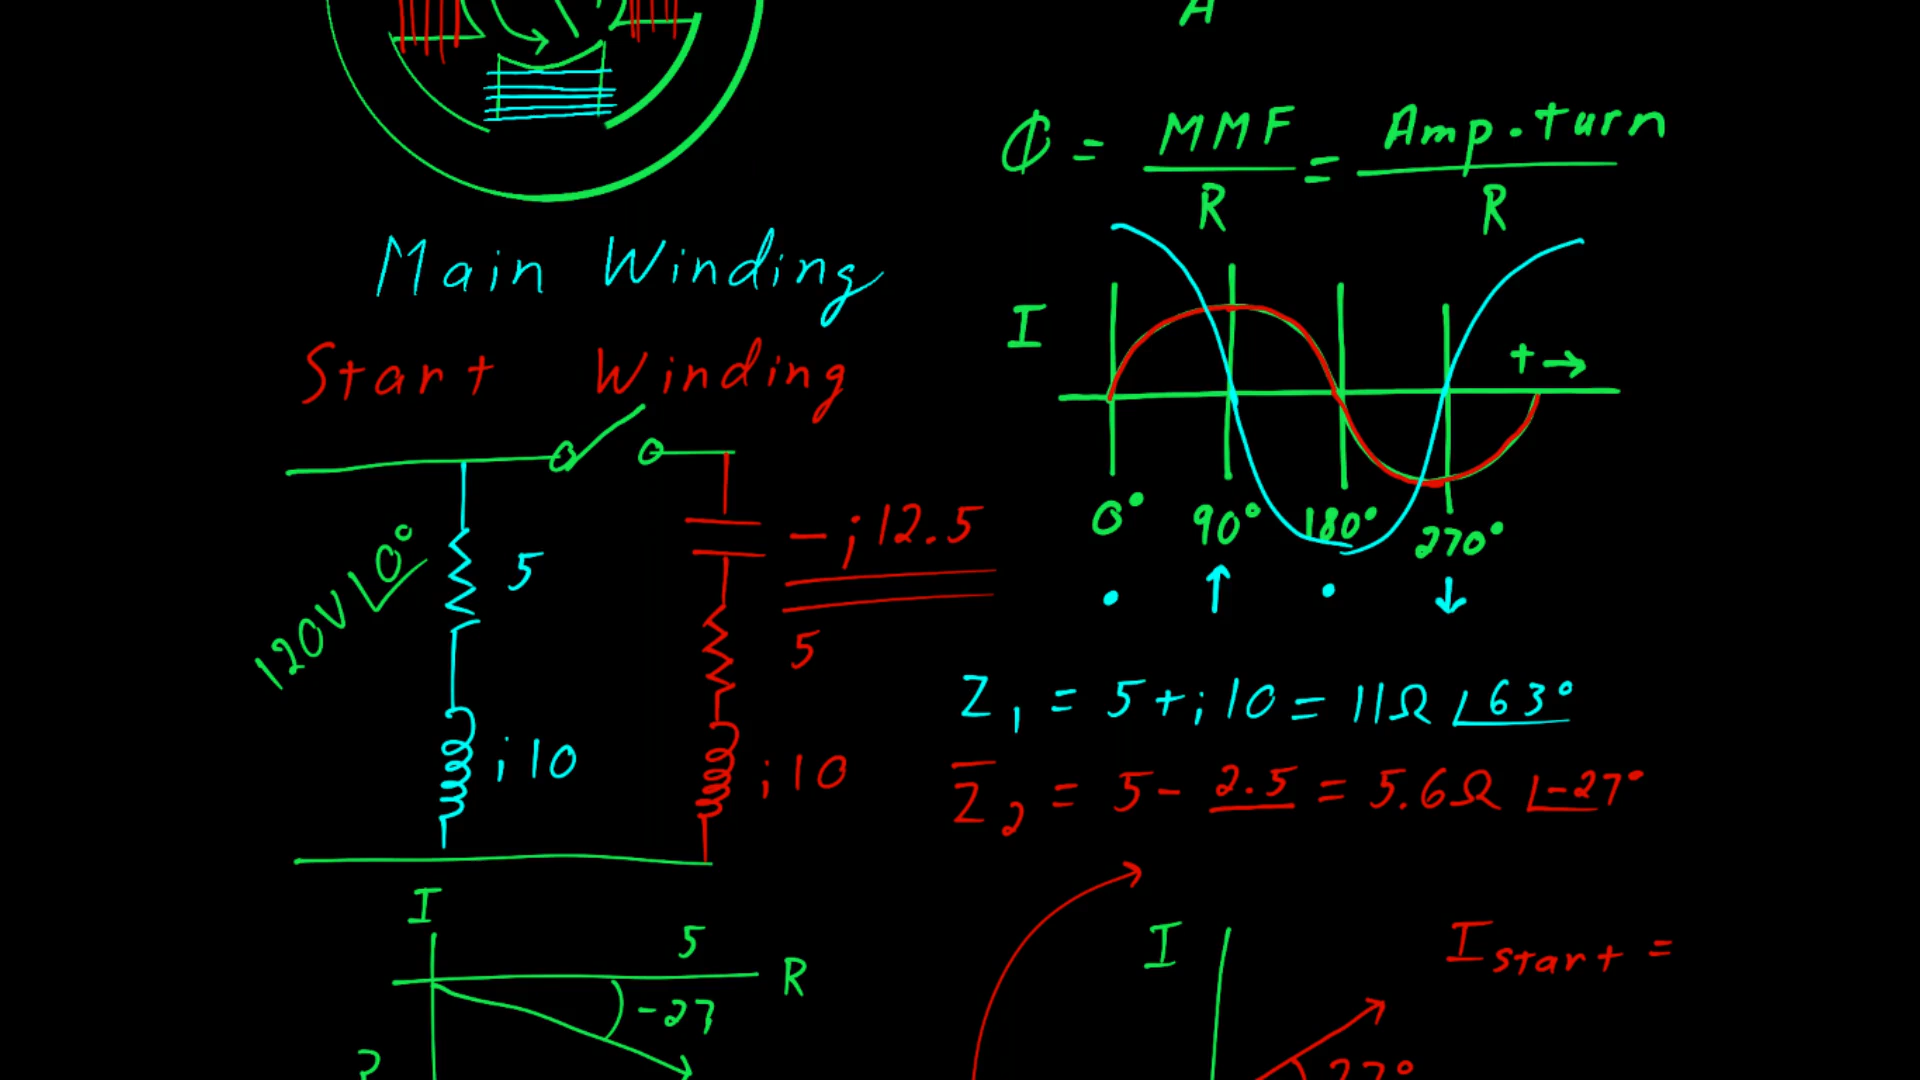 A
Φ = MMF / R = Amp·turn / R
Main Winding
Start Winding
I
+ →
0° 90° 180° 270°
120V∠0°
5
-j12.5
5
j10
j10
Z1 = 5+j10 = 11Ω ∠63°
Z2 = 5 - 2.5 = 5.6Ω ∠-27°
I
5
R
-27
I
Istart =
27°